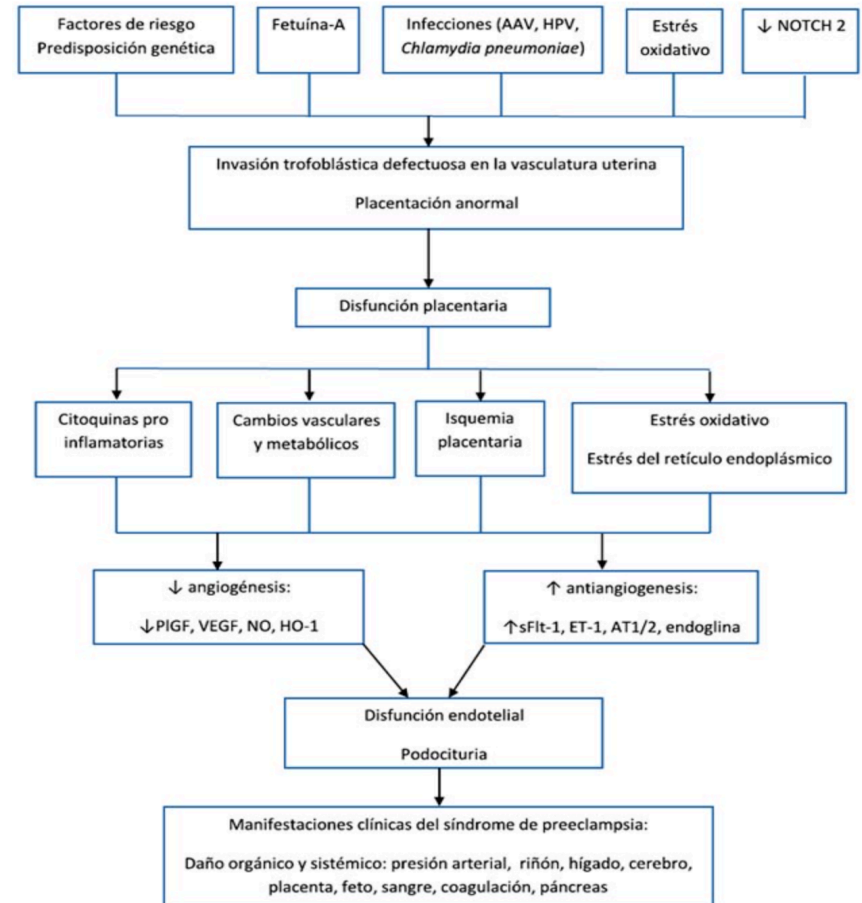 Factores de riesgo
Predisposición genética
Fetuína-A
Infecciones (AAV, HPV,
Chlamydia pneumoniae)
Estrés
oxidativo
↓ NOTCH 2
Invasión trofoblástica defectuosa en la vasculatura uterina
Placentación anormal
Disfunción placentaria
Citoquinas pro
inflamatorias
Cambios vasculares
y metabólicos
Isquemia
placentaria
Estrés oxidativo
Estrés del retículo endoplásmico
↓ angiogénesis:
↓PlGF, VEGF, NO, HO-1
↑ antiangiogenesis:
↑sFlt-1, ET-1, AT1/2, endoglina
Disfunción endotelial
Podocituria
Manifestaciones clínicas del síndrome de preeclampsia:
Daño orgánico y sistémico: presión arterial, riñón, hígado, cerebro,
placenta, feto, sangre, coagulación, páncreas